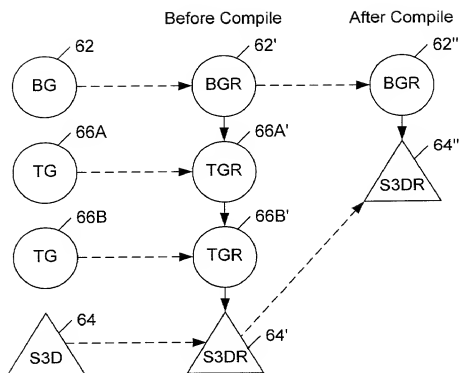 Before Compile
After Compile
62
62'
62"
BG
BGR
BGR
66A
66A'
64"
TG
TGR
S3DR
66B
66B'
TG
TGR
64
64'
S3D
S3DR